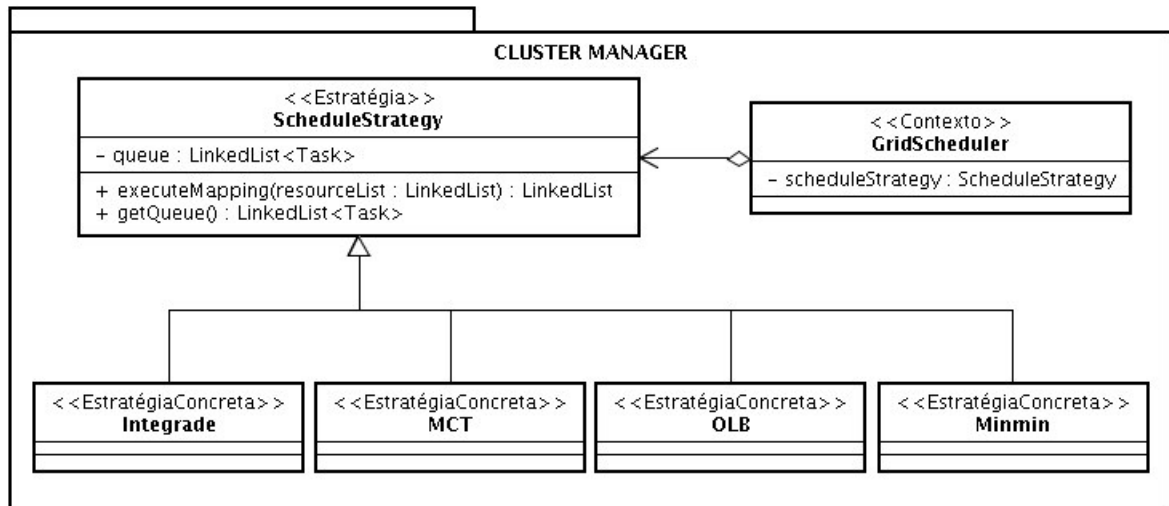 CLUSTER MANAGER
<<Estratégia>>
ScheduleStrategy
- queue : LinkedList<Task>
+ executeMapping(resourceList : LinkedList) : LinkedList
+ getQueue() : LinkedList<Task>
<<Contexto>>
GridScheduler
- scheduleStrategy : ScheduleStrategy
<<EstratégiaConcreta>>
Integrade
<<EstratégiaConcreta>>
MCT
<<EstratégiaConcreta>>
OLB
<<EstratégiaConcreta>>
Minmin